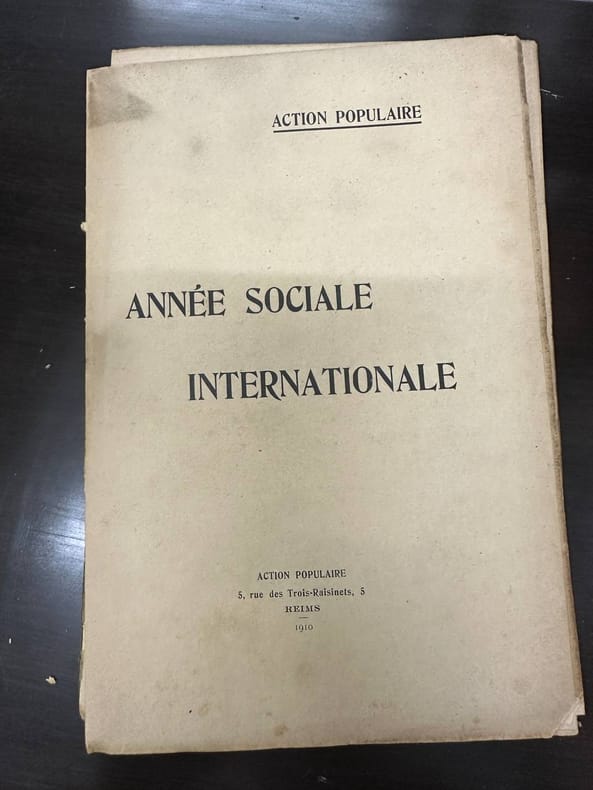 ACTION POPULAIRE
ANNÉE SOCIALE
INTERNATIONALE
ACTION POPULAIRE
5, rue des Trois-Raisinets, 5
REIMS
1910